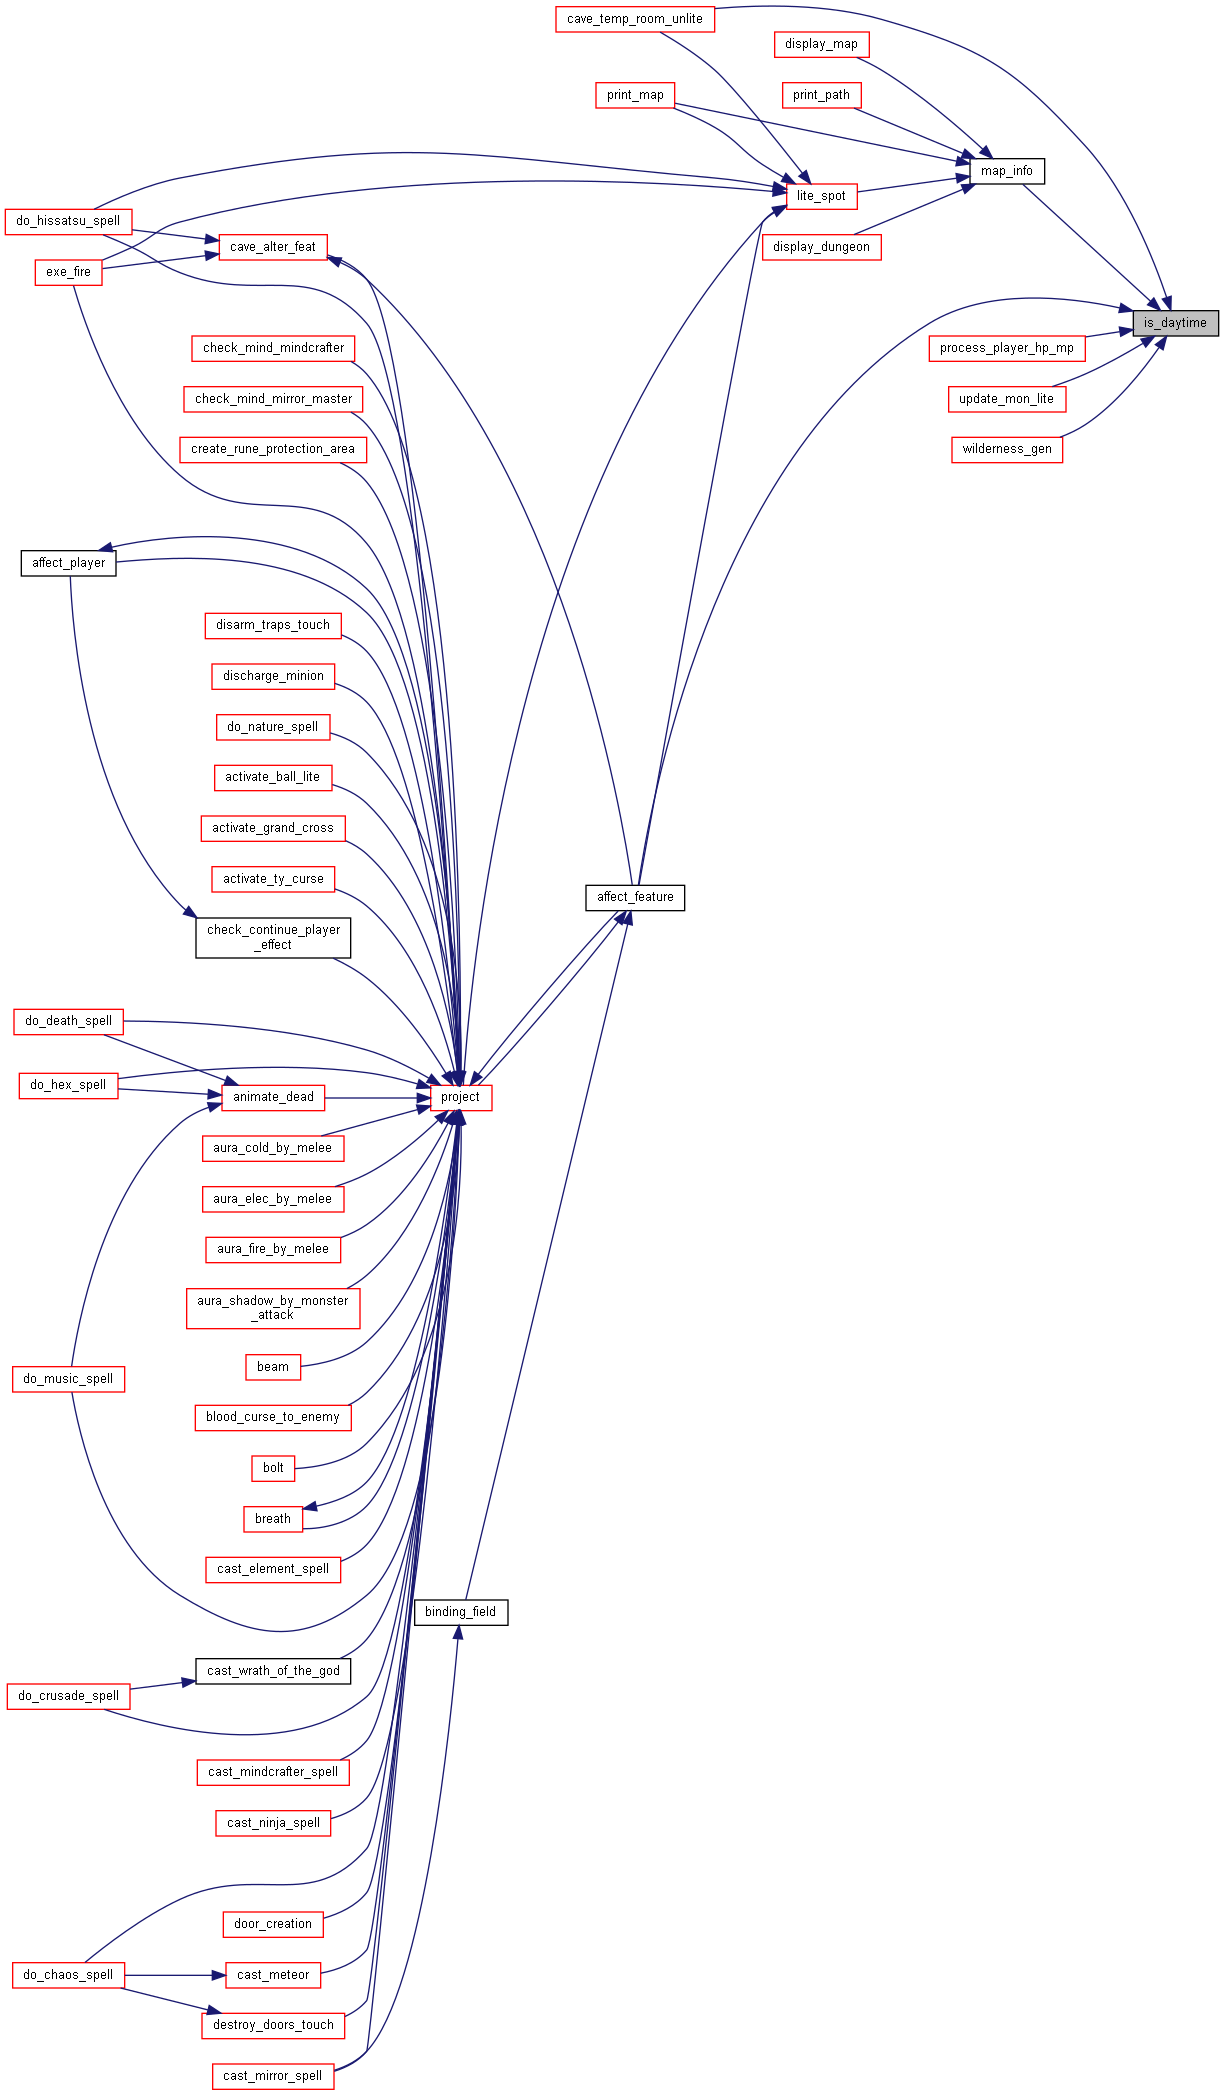 cave_temp_room_unlite
display_map
print_map
print_path
map_info
lite_spot
do_hissatsu_spell
cave_alter_feat
display_dungeon
exe_fire
is_daytime
check_mind_mindcrafter
process_player_hp_mp
check_mind_mirror_master
update_mon_lite
create_rune_protection_area
wilderness_gen
affect_player
disarm_traps_touch
discharge_minion
do_nature_spell
activate_ball_lite
activate_grand_cross
activate_ty_curse
affect_feature
check_continue_player
_effect
do_death_spell
do_hex_spell
animate_dead
project
aura_cold_by_melee
aura_elec_by_melee
aura_fire_by_melee
aura_shadow_by_monster
_attack
beam
do_music_spell
blood_curse_to_enemy
bolt
breath
cast_element_spell
binding_field
cast_wrath_of_the_god
do_crusade_spell
cast_mindcrafter_spell
cast_ninja_spell
door_creation
do_chaos_spell
cast_meteor
destroy_doors_touch
cast_mirror_spell